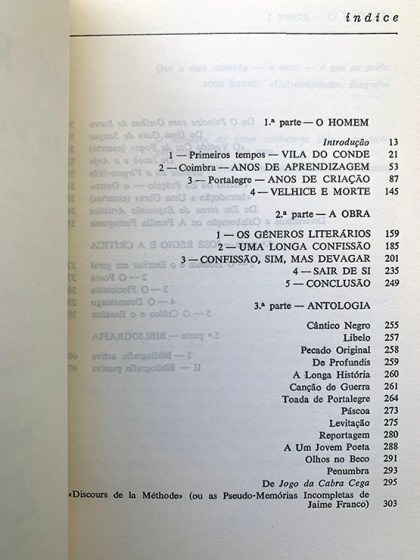 índice
1.ª parte — O HOMEM
Introdução 13
1 — Primeiros tempos — VILA DO CONDE 21
2 — Coimbra — ANOS DE APRENDIZAGEM 53
3 — Portalegre — ANOS DE CRIAÇÃO 87
4 — VELHICE E MORTE 145
2.ª parte — A OBRA
1 — OS GÉNEROS LITERÁRIOS 159
2 — UMA LONGA CONFISSÃO 185
3 — CONFISSÃO, SIM, MAS DEVAGAR 201
4 — SAIR DE SI 235
5 — CONCLUSÃO 249
3.ª parte — ANTOLOGIA
Cântico Negro 255
Libelo 257
Pecado Original 258
De Profundis 259
A Longa História 260
Canção de Guerra 261
Toada de Portalegre 264
Páscoa 271
Levitação 275
Reportagem 280
A Um Jovem Poeta 288
Olhos no Beco 291
Penumbra 293
De Jogo da Cabra Cega 295
«Discours de la Méthode» (ou as Pseudo-Memórias Incompletas de
Jaime Franco) 303